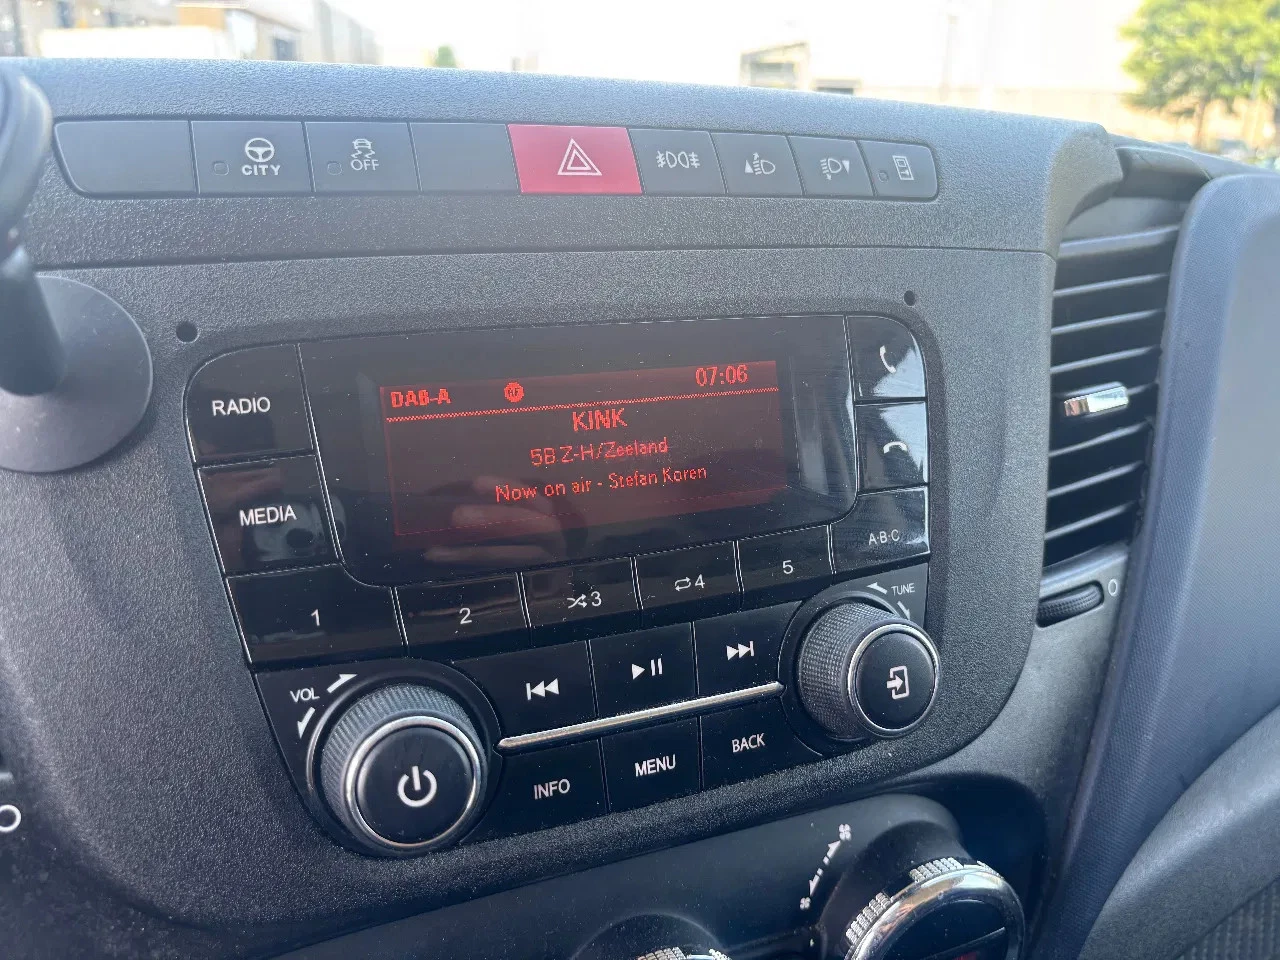 CITY
OFF
RADIO
DAB-A 07:06
KINK
5B Z-H/Zeeland
Now on air - Stefan Koren
MEDIA
A·B·C
1 2 3 4 5
TUNE
VOL
INFO MENU BACK
0